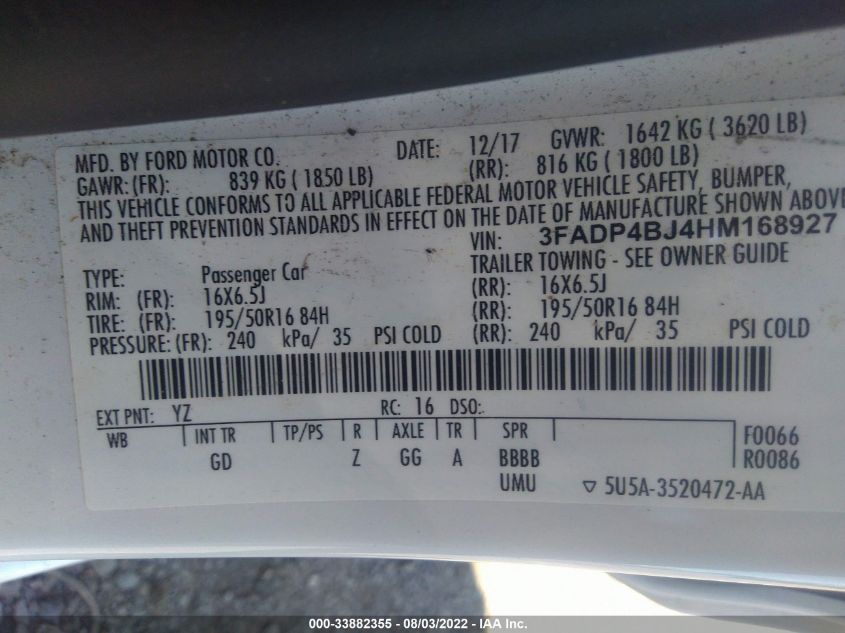 MFD. BY FORD MOTOR CO.
DATE: 12/17 GVWR: 1642 KG ( 3620 LB)
GAWR: (FR): 839 KG ( 1850 LB) (RR): 816 KG ( 1800 LB)
THIS VEHICLE CONFORMS TO ALL APPLICABLE FEDERAL MOTOR VEHICLE SAFETY, BUMPER,
AND THEFT PREVENTION STANDARDS IN EFFECT ON THE DATE OF MANUFACTURE SHOWN ABOVE
VIN: 3FADP4BJ4HM168927
TYPE: Passenger Car TRAILER TOWING - SEE OWNER GUIDE
RIM: (FR): 16X6.5J (RR): 16X6.5J
TIRE: (FR): 195/50R16 84H (RR): 195/50R16 84H
PRESSURE: (FR): 240 kPa/ 35 PSI COLD (RR): 240 kPa/ 35 PSI COLD
EXT PNT: YZ RC: 16 DSO:
WB INT TR TP/PS R AXLE TR SPR F0066
GD Z GG A BBBB R0086
UMU ▽ 5U5A-3520472-AA
000-33882355 - 08/03/2022 - IAA Inc.